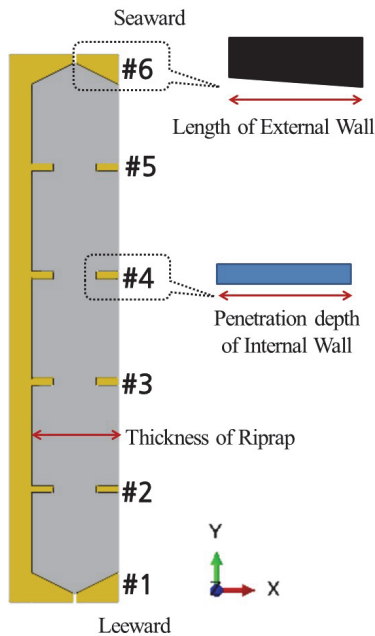 Seaward
#6
Length of External Wall
#5
#4
Penetration depth
of Internal Wall
#3
Thickness of Riprap
#2
Y
#1
X
Leeward